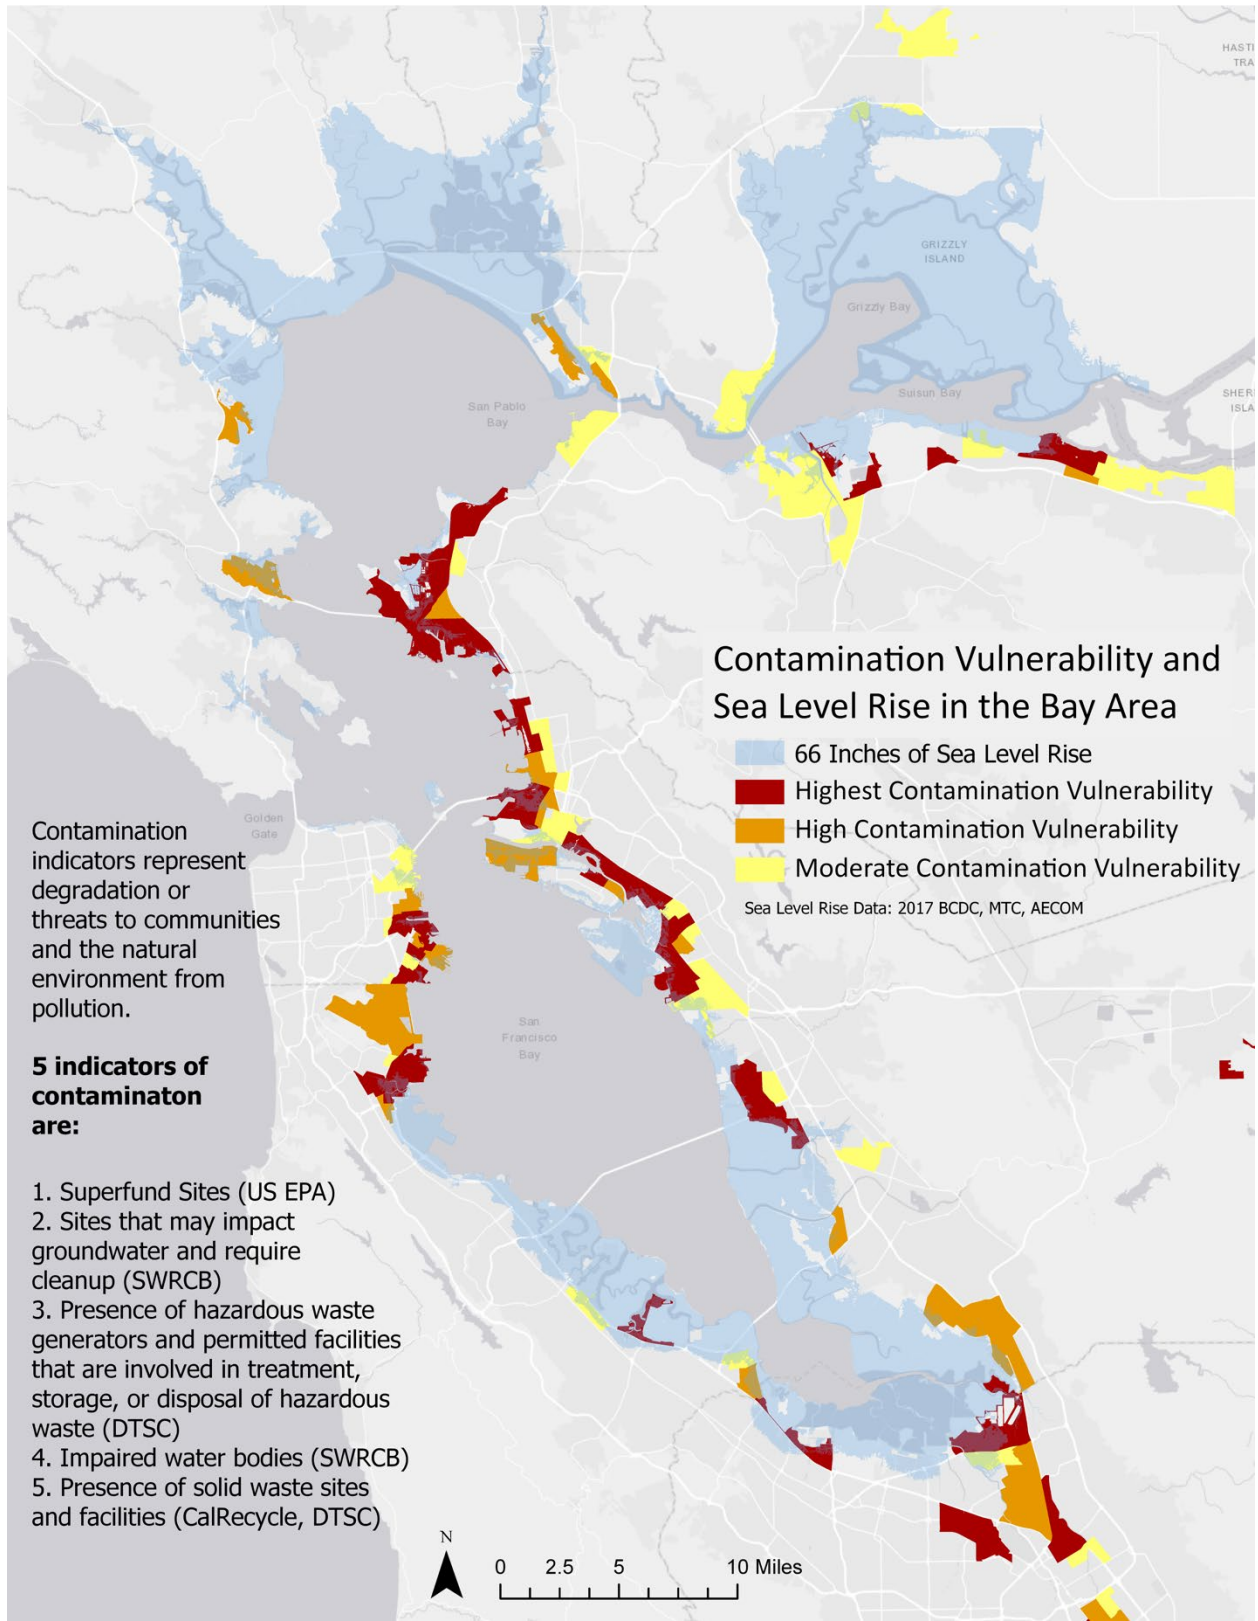 HASTI
TRA
GRIZZLY
ISLAND
Grizzly Bay
San Pablo
Bay
Suisun Bay
SHER
ISLA
Contamination Vulnerability and
Sea Level Rise in the Bay Area
66 Inches of Sea Level Rise
Highest Contamination Vulnerability
High Contamination Vulnerability
Moderate Contamination Vulnerability
Sea Level Rise Data: 2017 BCDC, MTC, AECOM
Golden
Gate
Contamination
indicators represent
degradation or
threats to communities
and the natural
environment from
pollution.
San
Francisco
Bay
5 indicators of
contaminaton
are:
1. Superfund Sites (US EPA)
2. Sites that may impact
groundwater and require
cleanup (SWRCB)
3. Presence of hazardous waste
generators and permitted facilities
that are involved in treatment,
storage, or disposal of hazardous
waste (DTSC)
4. Impaired water bodies (SWRCB)
5. Presence of solid waste sites
and facilities (CalRecycle, DTSC)
N
0 2.5 5 10 Miles